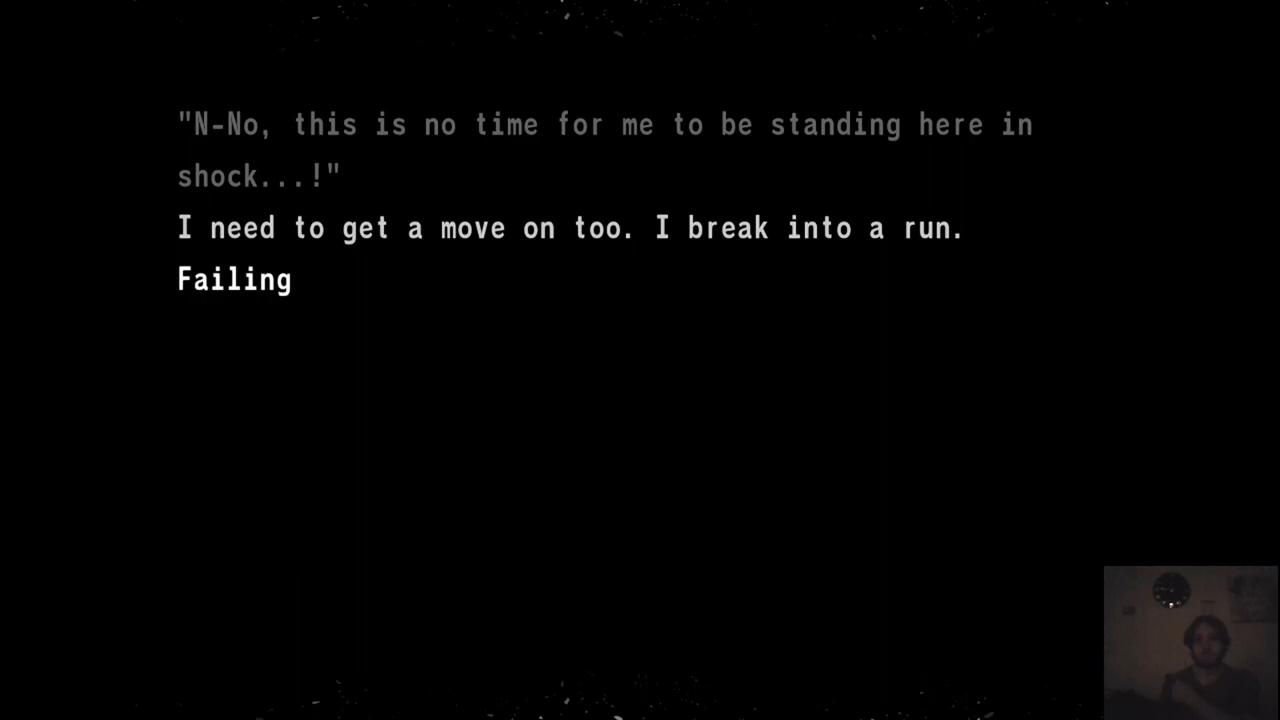 "N-No, this is no time for me to be standing here in
shock...!"
I need to get a move on too. I break into a run.
Failing